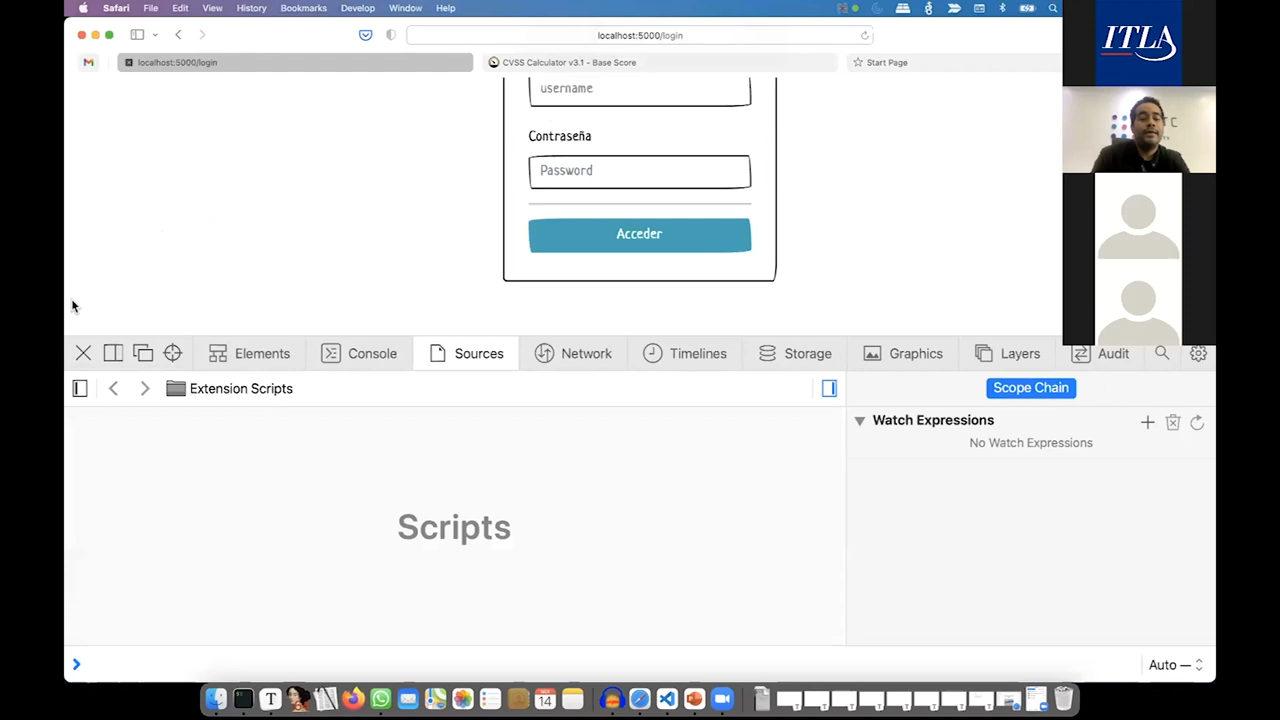 Safari File Edit View History Bookmarks Develop Window Help
localhost:5000/login
localhost:5000/login
CVSS Calculator v3.1 - Base Score
Start Page
ITLA
username
Contraseña
Password
Acceder
Elements Console Sources Network Timelines Storage Graphics Layers Audit
Extension Scripts
Scope Chain
Watch Expressions
No Watch Expressions
Scripts
Auto —
14